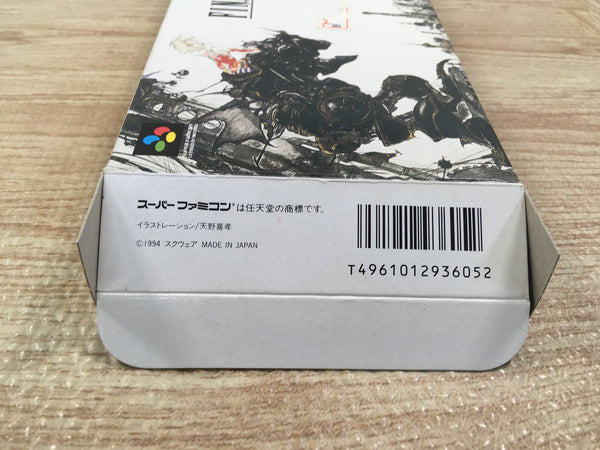 FINA
スーパーファミコン®は任天堂の商標です。
イラストレーション/天野喜孝
©1994 スクウェア MADE IN JAPAN
T4961012936052